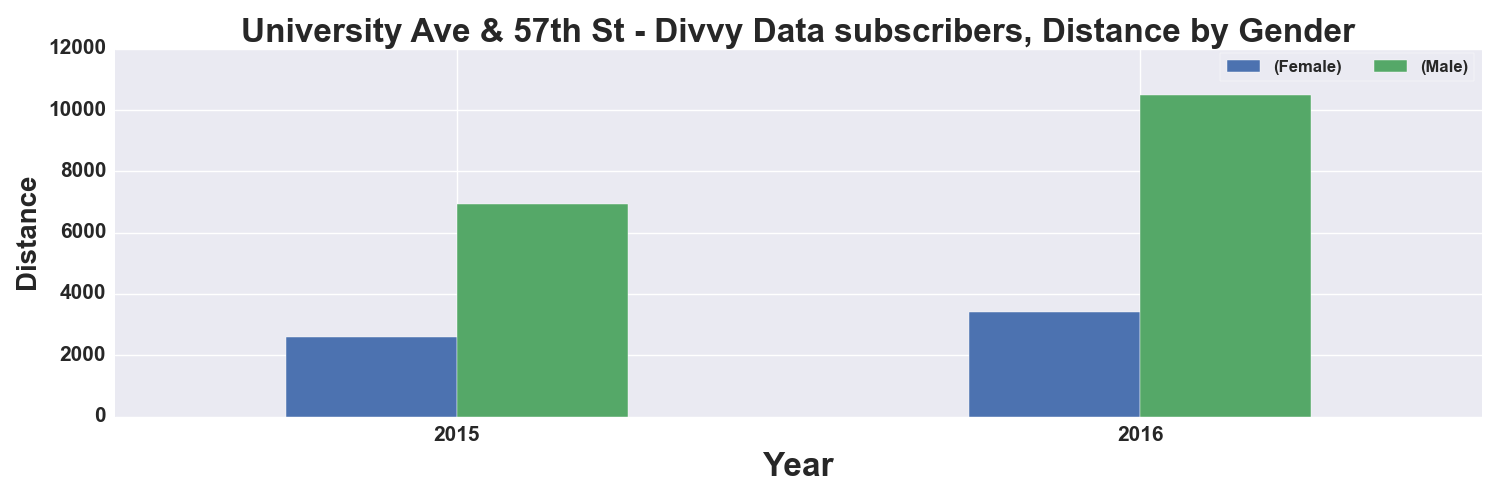 University Ave & 57th St - Divvy Data subscribers, Distance by Gender
12000
(Female) (Male)
10000
8000
6000
4000
2000
0
Distance
2015 2016
Year